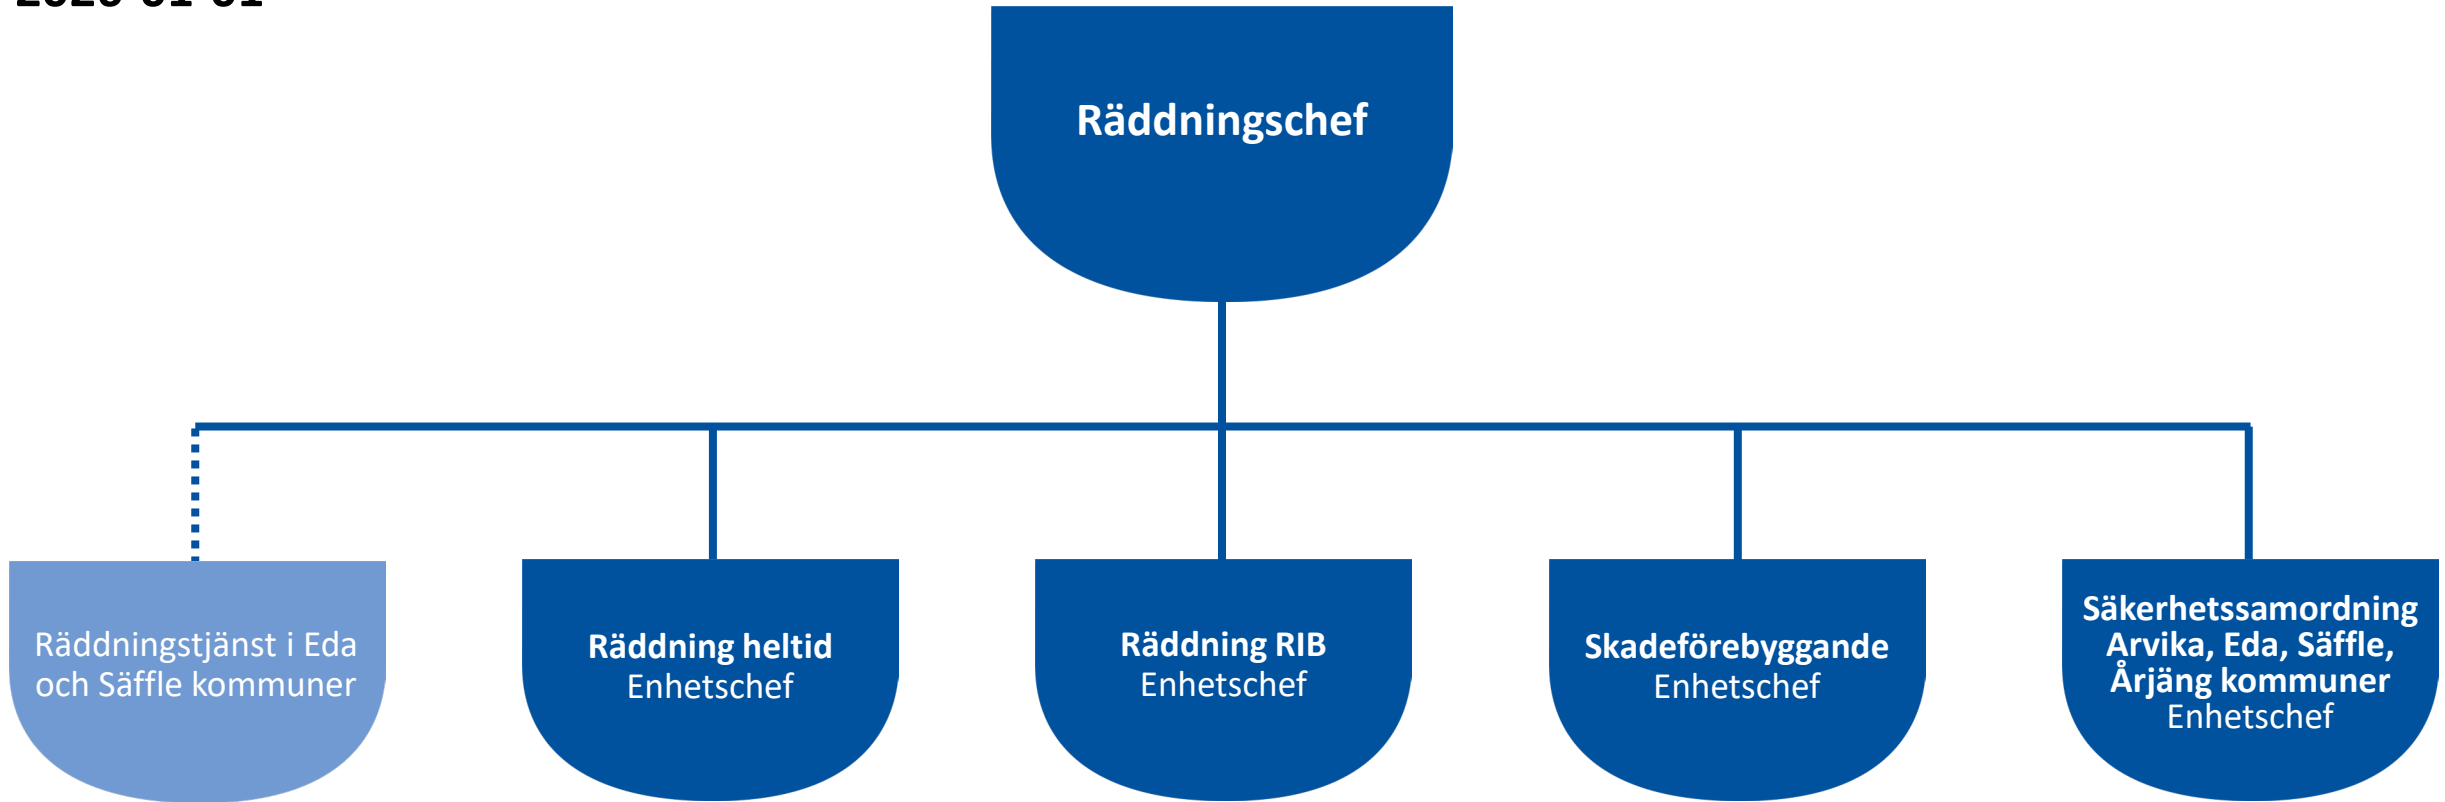 Räddningschef
Räddningstjänst i Eda
och Säffle kommuner
Räddning heltid
Enhetschef
Räddning RIB
Enhetschef
Skadeförebyggande
Enhetschef
Säkerhetssamordning
Arvika, Eda, Säffle,
Årjäng kommuner
Enhetschef